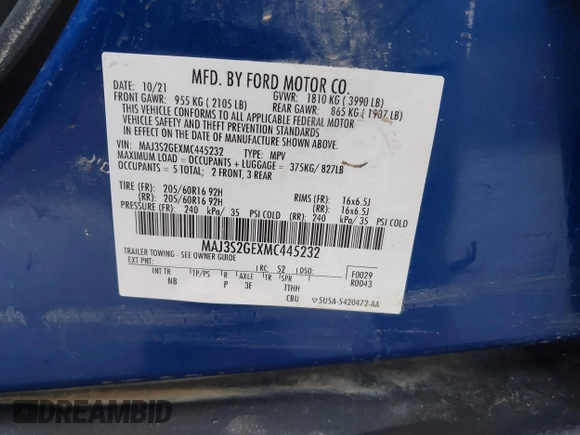 MFD. BY FORD MOTOR CO.
DATE: 10/21 GVWR: 1810 KG ( 3990 LB)
FRONT GAWR: 955 KG ( 2105 LB) REAR GAWR: 865 KG ( 1907 LB)
THIS VEHICLE CONFORMS TO ALL APPLICABLE FEDERAL MOTOR
VEHICLE SAFETY AND THEFT PREVENTION STANDARDS
IN EFFECT ON THE DATE OF MANUFACTURE SHOWN ABOVE.
VIN: MAJ3S2GEXMC445232 TYPE: MPV
MAXIMUM LOAD = OCCUPANTS + LUGGAGE = 375KG/ 827LB
OCCUPANTS = 5 TOTAL; 2 FRONT, 3 REAR
TIRE (FR): 205/60R16 92H RIMS (FR): 16x6.5J
(RR): 205/60R16 92H (RR): 16x6.5J
PRESSURE (FR): 240 kPa/ 35 PSI COLD (RR): 240 kPa/ 35 PSI COLD
MAJ3S2GEXMC445232
TRAILER TOWING - SEE OWNER GUIDE
EXT PNT: RC: 52 DSO: F0029
R0043
INT TR TP/PS R AXLE TR SPR
NB P 3E TTHH
CBU 5U5A-5420472-AA
DREAMBID